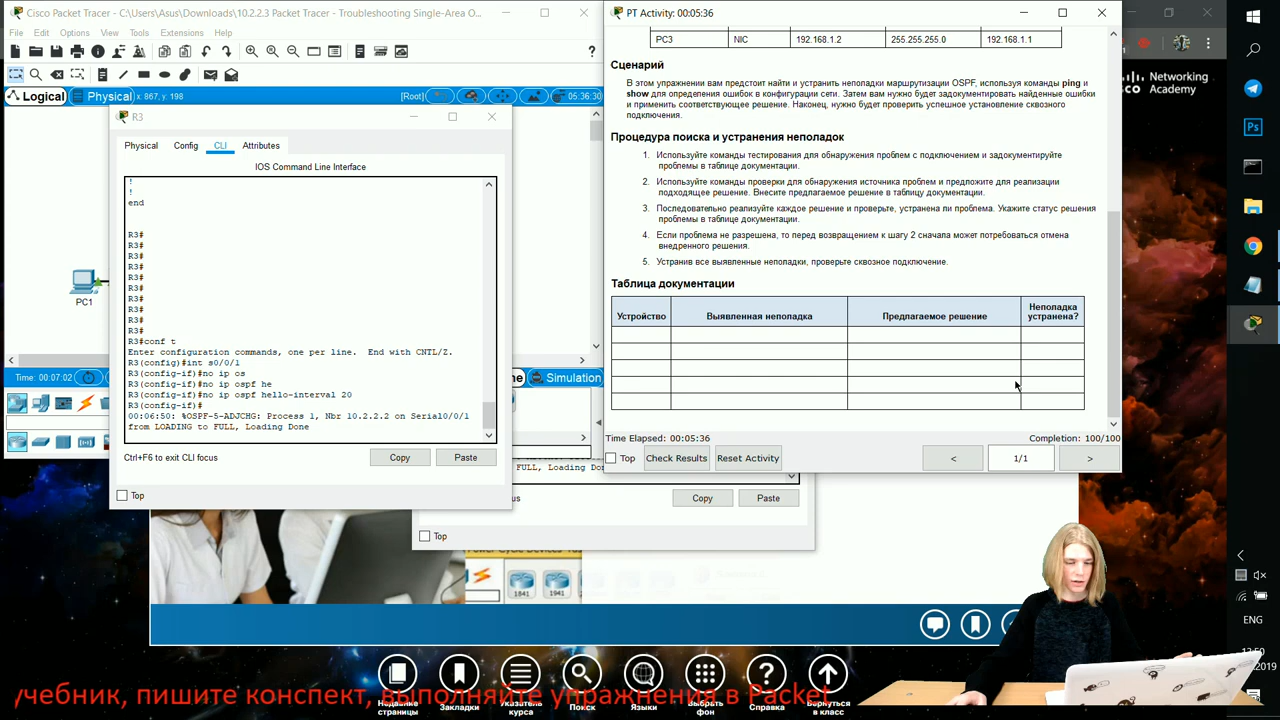 Cisco Packet Tracer - C:\Users\Asus\Downloads\10.2.2.3 Packet Tracer - Troubleshooting Single-Area O...
File Edit Options View Tools Extensions Help
Logical Physical x: 867, y: 198 [Root] 05:36:30
R3
Physical Config CLI Attributes
IOS Command Line Interface
!
!
end
R3#
R3#
R3#
R3#
R3#
R3#
R3#
R3#
R3#
R3#
R3#conf t
Enter configuration commands, one per line. End with CNTL/Z.
R3(config)#int s0/0/1
R3(config-if)#no ip os
R3(config-if)#no ip ospf he
R3(config-if)#no ip ospf hello-interval 20
R3(config-if)#
00:06:50: %OSPF-5-ADJCHG: Process 1, Nbr 10.2.2.2 on Serial0/0/1
from LOADING to FULL, Loading Done
Ctrl+F6 to exit CLI focus
Copy Paste
Top
PC1
Time: 00:07:02
me Simulation
FULL, Loading Done
us
Copy Paste
Top
1841 1941
PT Activity: 00:05:36
PC3 NIC 192.168.1.2 255.255.255.0 192.168.1.1
Сценарий
В этом упражнении вам предстоит найти и устранить неполадки маршрутизации OSPF, используя команды ping и
show для определения ошибок в конфигурации сети. Затем вам нужно будет задокументировать найденные ошибки
и применить соответствующее решение. Наконец, нужно будет проверить успешное установление сквозного
подключения.
Процедура поиска и устранения неполадок
1. Используйте команды тестирования для обнаружения проблем с подключением и задокументируйте
проблемы в таблице документации.
2. Используйте команды проверки для обнаружения источника проблем и предложите для реализации
подходящее решение. Внесите предлагаемое решение в таблицу документации.
3. Последовательно реализуйте каждое решение и проверьте, устранена ли проблема. Укажите статус решения
проблемы в таблице документации.
4. Если проблема не разрешена, то перед возвращением к шагу 2 сначала может потребоваться отмена
внедренного решения.
5. Устранив все выявленные неполадки, проверьте сквозное подключение.
Таблица документации
Устройство Выявленная неполадка Предлагаемое решение Неполадка
устранена?
Time Elapsed: 00:05:36 Completion: 100/100
Top Check Results Reset Activity < 1/1 >
Networking
Academy
ENG
Недавние
страницы
Закладки
Указатель
курса
Поиск
Языки
Выбрать
фон
Справка
Вернуться
в класс
учебник, пишите конспект, выполняйте упражнения в Packet